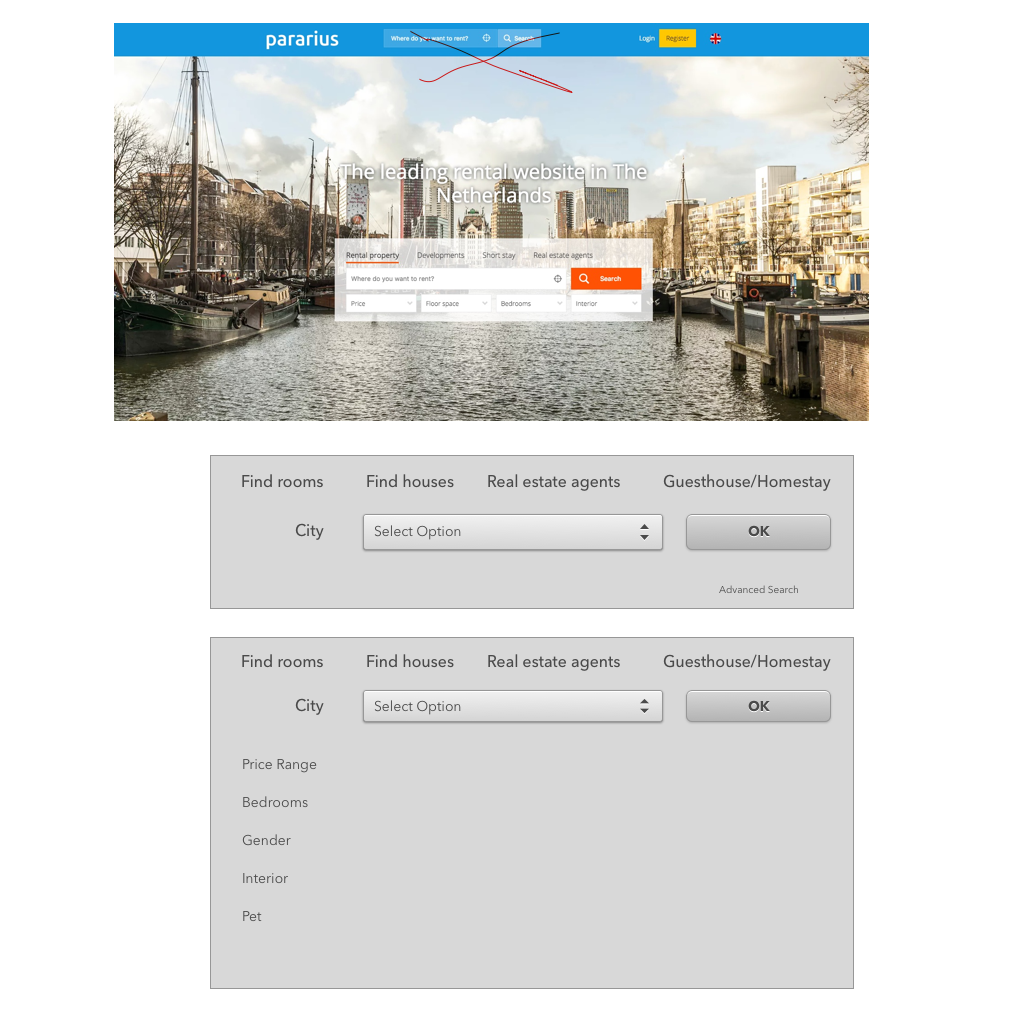 pararius
Where do you want to rent?
Search
Login
Register
The leading rental website in The
Netherlands
Rental property
Developments
Short stay
Real estate agents
Where do you want to rent?
Search
Price
Floor space
Bedrooms
Interior
Find rooms
Find houses
Real estate agents
Guesthouse/Homestay
City
Select Option
OK
Advanced Search
Find rooms
Find houses
Real estate agents
Guesthouse/Homestay
City
Select Option
OK
Price Range
Bedrooms
Gender
Interior
Pet